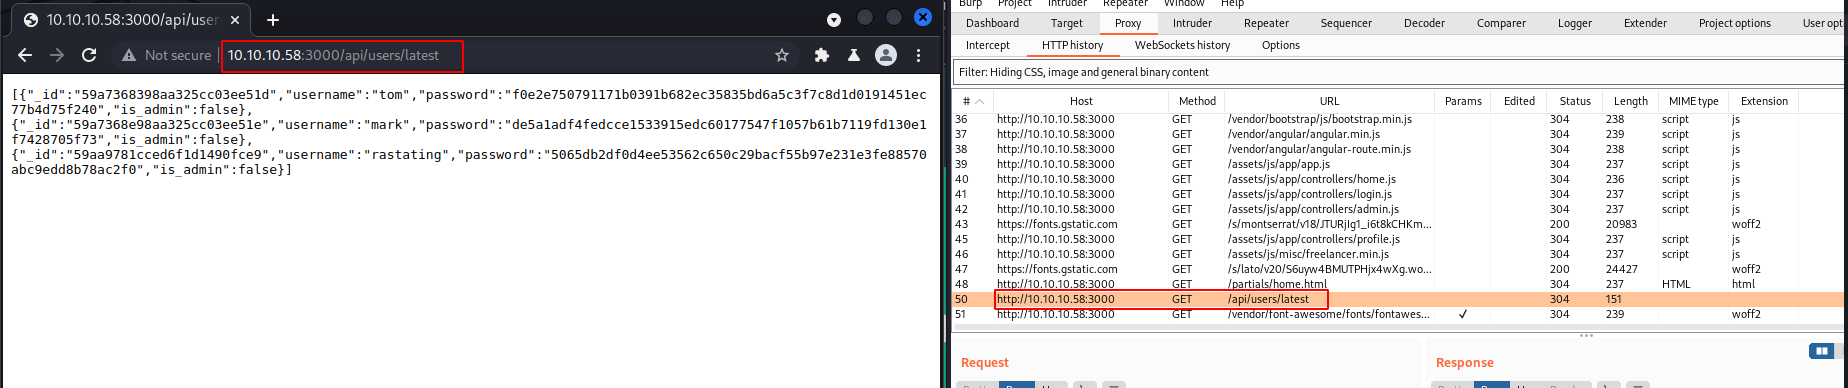 10.10.10.58:3000/api/user
Not secure
10.10.10.58:3000/api/users/latest
[{"_id":"59a7368398aa325cc03ee51d","username":"tom","password":"f0e2e750791171b0391b682ec35835bd6a5c3f7c8d1d0191451ec
77b4d75f240","is_admin":false},
{"_id":"59a7368e98aa325cc03ee51e","username":"mark","password":"de5a1adf4fedcce1533915edc60177547f1057b61b7119fd130e1
f7428705f73","is_admin":false},
{"_id":"59aa9781cced6f1d1490fce9","username":"rastating","password":"5065db2df0d4ee53562c650c29bacf55b97e231e3fe88570
abc9edd8b78ac2f0","is_admin":false}]
Burp Project Intruder Repeater Window Help
Dashboard Target Proxy Intruder Repeater Sequencer Decoder Comparer Logger Extender Project options User opti
Intercept HTTP history WebSockets history Options
Filter: Hiding CSS, image and general binary content
# Host Method URL Params Edited Status Length MIME type Extension
36 http://10.10.10.58:3000 GET /vendor/bootstrap/js/bootstrap.min.js 304 238 script js
37 http://10.10.10.58:3000 GET /vendor/angular/angular.min.js 304 239 script js
38 http://10.10.10.58:3000 GET /vendor/angular/angular-route.min.js 304 238 script js
39 http://10.10.10.58:3000 GET /assets/js/app/app.js 304 237 script js
40 http://10.10.10.58:3000 GET /assets/js/app/controllers/home.js 304 236 script js
41 http://10.10.10.58:3000 GET /assets/js/app/controllers/login.js 304 237 script js
42 http://10.10.10.58:3000 GET /assets/js/app/controllers/admin.js 304 237 script js
43 https://fonts.gstatic.com GET /s/montserrat/v18/JTURjIg1_i6t8kCHKm... 200 20983 woff2
45 http://10.10.10.58:3000 GET /assets/js/app/controllers/profile.js 304 237 script js
46 http://10.10.10.58:3000 GET /assets/js/misc/freelancer.min.js 304 237 script js
47 https://fonts.gstatic.com GET /s/lato/v20/S6uyw4BMUTPHjx4wXg.wo... 200 24427 woff2
48 http://10.10.10.58:3000 GET /partials/home.html 304 237 HTML html
50 http://10.10.10.58:3000 GET /api/users/latest 304 151
51 http://10.10.10.58:3000 GET /vendor/font-awesome/fonts/fontawes... ✓ 304 239 woff2
Request
Response